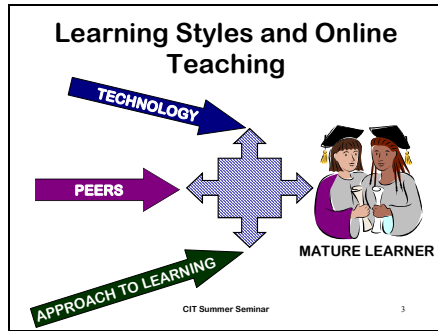 Learning Styles and Online
Teaching
TECHNOLOGY
PEERS
MATURE LEARNER
APPROACH TO LEARNING
CIT Summer Seminar
3